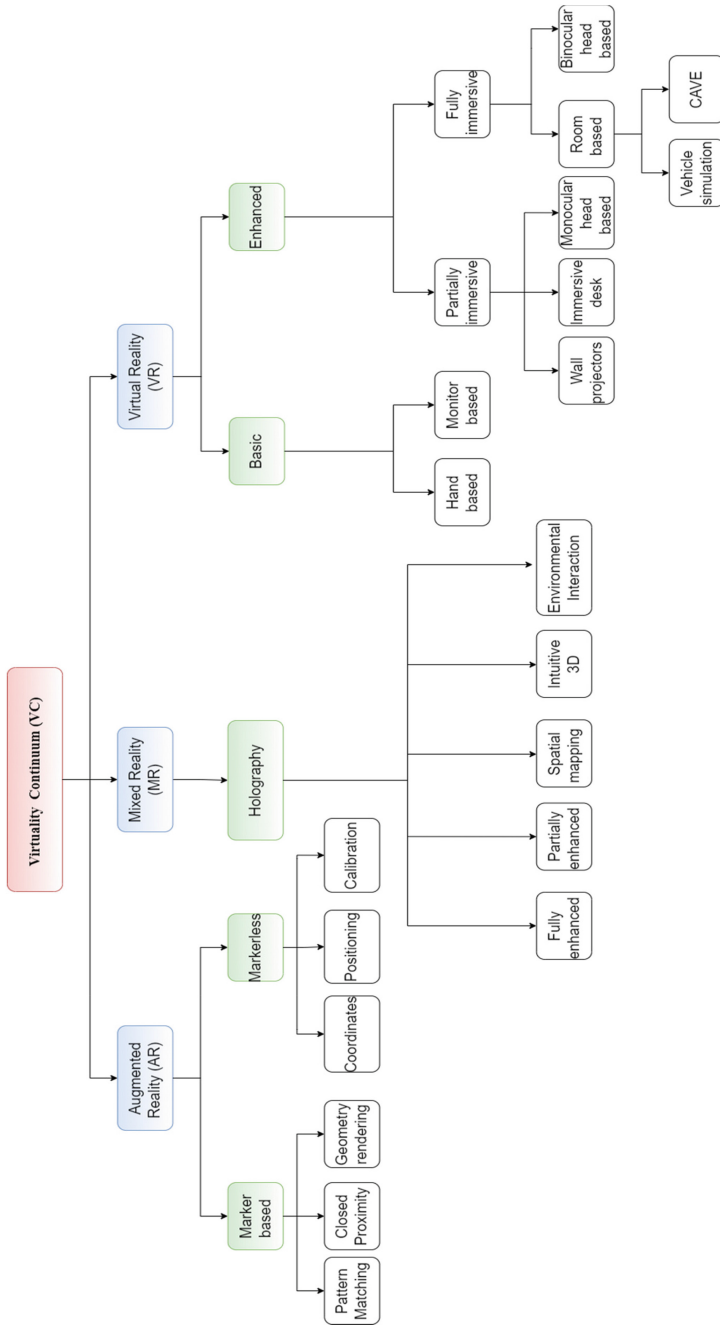 Virtuality Continuum (VC)
Augmented
Reality (AR)
Mixed Reality
(MR)
Virtual Reality
(VR)
Marker
based
Markerless
Holography
Basic
Enhanced
Pattern
Matching
Closed
Proximity
Geometry
rendering
Coordinates
Positioning
Calibration
Fully
enhanced
Partially
enhanced
Spatial
mapping
Intuitive
3D
Environmental
Interaction
Hand
based
Monitor
based
Partially
immersive
Fully
immersive
Wall
projectors
Immersive
desk
Monocular
head
based
Room
based
Binocular
head
based
Vehicle
simulation
CAVE